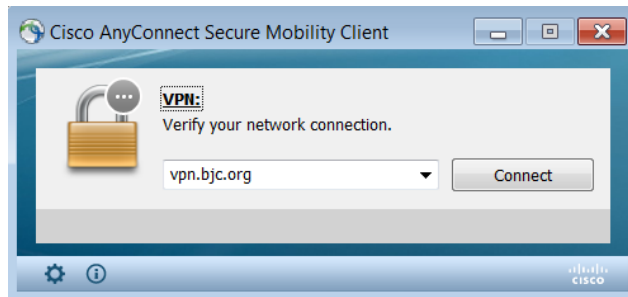 Cisco AnyConnect Secure Mobility Client
VPN:
Verify your network connection.
vpn.bjc.org
Connect
CISCO